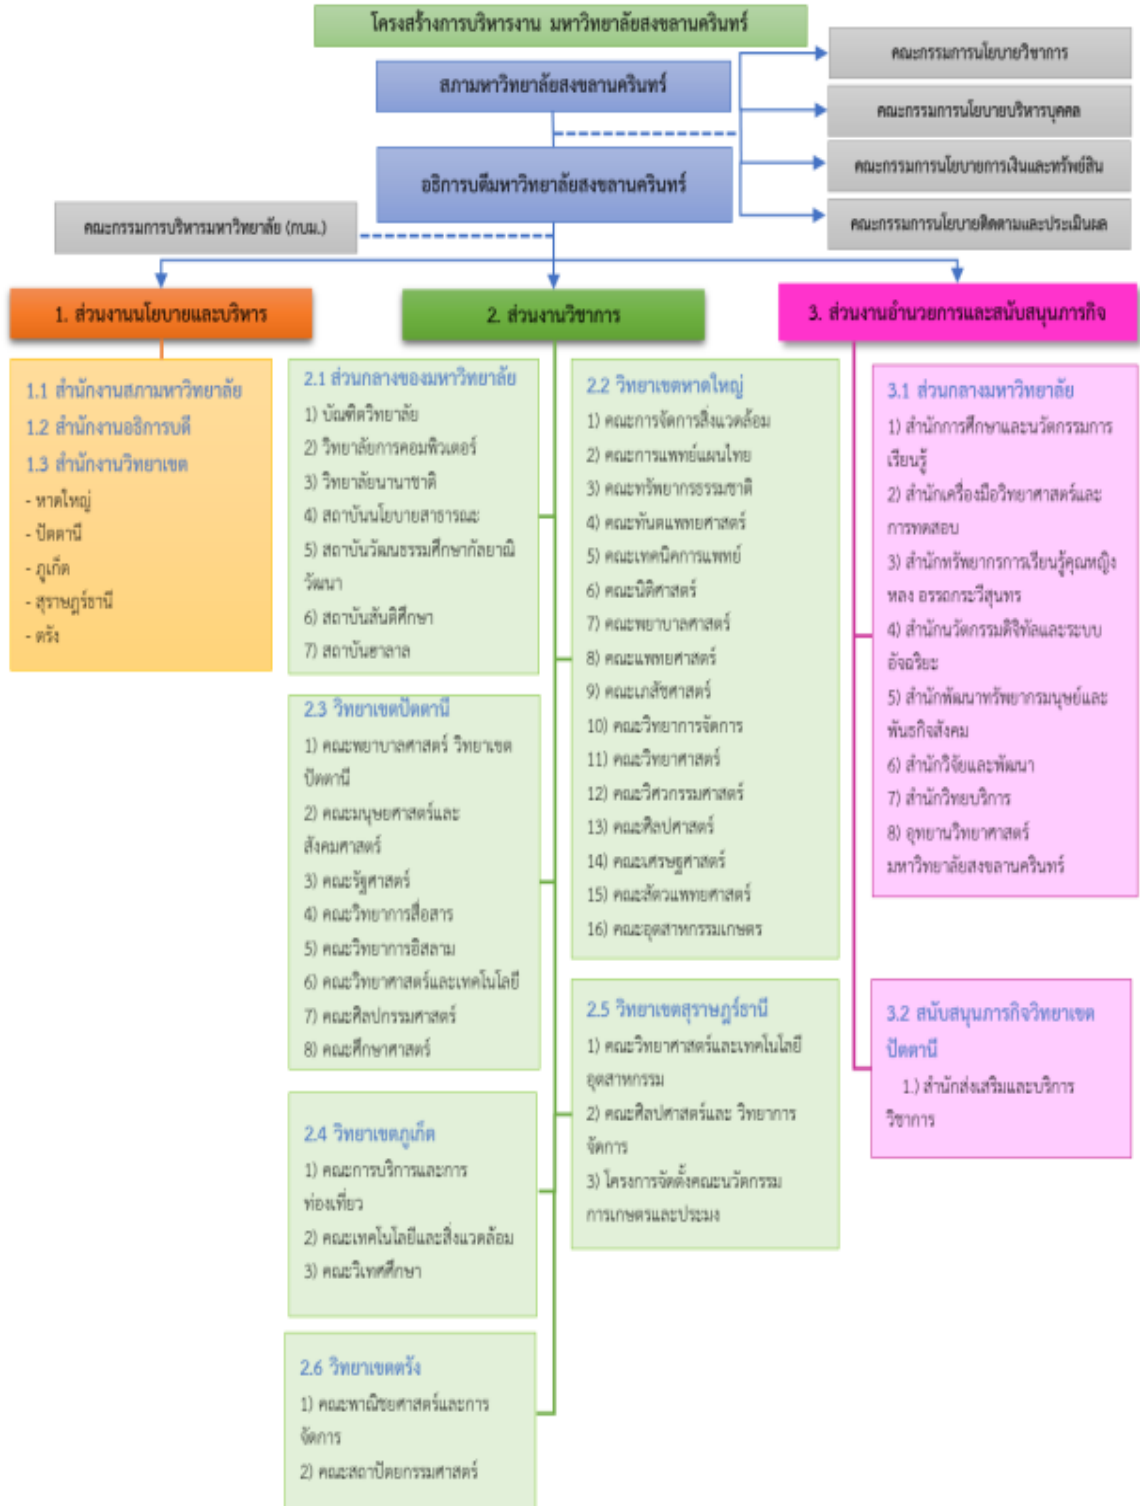 โครงสร้างการบริหารงาน มหาวิทยาลัยสงขลานครินทร์
สภามหาวิทยาลัยสงขลานครินทร์
คณะกรรมการนโยบายวิชาการ
คณะกรรมการนโยบายบริหารบุคคล
คณะกรรมการนโยบายการเงินและทรัพย์สิน
คณะกรรมการนโยบายติดตามและประเมินผล
อธิการบดีมหาวิทยาลัยสงขลานครินทร์
คณะกรรมการบริหารมหาวิทยาลัย (กบม.)
1. ส่วนงานนโยบายและบริหาร
1.1 สำนักงานสภามหาวิทยาลัย
1.2 สำนักงานอธิการบดี
1.3 สำนักงานวิทยาเขต
- หาดใหญ่
- ปัตตานี
- ภูเก็ต
- สุราษฎร์ธานี
- ตรัง
2. ส่วนงานวิชาการ
2.1 ส่วนกลางของมหาวิทยาลัย
1) บัณฑิตวิทยาลัย
2) วิทยาลัยการคอมพิวเตอร์
3) วิทยาลัยนานาชาติ
4) สถาบันนโยบายสาธารณะ
5) สถาบันวัฒนธรรมศึกษากัลยาณิ
วัฒนา
6) สถาบันสันติศึกษา
7) สถาบันฮาลาล
2.2 วิทยาเขตหาดใหญ่
1) คณะการจัดการสิ่งแวดล้อม
2) คณะการแพทย์แผนไทย
3) คณะทรัพยากรธรรมชาติ
4) คณะทันตแพทยศาสตร์
5) คณะเทคนิคการแพทย์
6) คณะนิติศาสตร์
7) คณะพยาบาลศาสตร์
8) คณะแพทยศาสตร์
9) คณะเภสัชศาสตร์
10) คณะวิทยาการจัดการ
11) คณะวิทยาศาสตร์
12) คณะวิศวกรรมศาสตร์
13) คณะศิลปศาสตร์
14) คณะเศรษฐศาสตร์
15) คณะสัตวแพทยศาสตร์
16) คณะอุตสาหกรรมเกษตร
2.3 วิทยาเขตปัตตานี
1) คณะพยาบาลศาสตร์ วิทยาเขต
ปัตตานี
2) คณะมนุษยศาสตร์และ
สังคมศาสตร์
3) คณะรัฐศาสตร์
4) คณะวิทยาการสื่อสาร
5) คณะวิทยาการอิสลาม
6) คณะวิทยาศาสตร์และเทคโนโลยี
7) คณะศิลปกรรมศาสตร์
8) คณะศึกษาศาสตร์
2.4 วิทยาเขตภูเก็ต
1) คณะการบริการและการ
ท่องเที่ยว
2) คณะเทคโนโลยีและสิ่งแวดล้อม
3) คณะวิเทศศึกษา
2.5 วิทยาเขตสุราษฎร์ธานี
1) คณะวิทยาศาสตร์และเทคโนโลยี
อุตสาหกรรม
2) คณะศิลปศาสตร์และ วิทยาการ
จัดการ
3) โครงการจัดตั้งคณะนวัตกรรม
การเกษตรและประมง
2.6 วิทยาเขตตรัง
1) คณะพาณิชยศาสตร์และการ
จัดการ
2) คณะสถาปัตยกรรมศาสตร์
3. ส่วนงานอำนวยการและสนับสนุนภารกิจ
3.1 ส่วนกลางมหาวิทยาลัย
1) สำนักการศึกษาและนวัตกรรมการ
เรียนรู้
2) สำนักเครื่องมือวิทยาศาสตร์และ
การทดสอบ
3) สำนักทรัพยากรการเรียนรู้คุณหญิง
หลง อรรถกระวีสุนทร
4) สำนักนวัตกรรมดิจิทัลและระบบ
อัจฉริยะ
5) สำนักพัฒนาทรัพยากรมนุษย์และ
พันธกิจสังคม
6) สำนักวิจัยและพัฒนา
7) สำนักวิทยบริการ
8) อุทยานวิทยาศาสตร์
มหาวิทยาลัยสงขลานครินทร์
3.2 สนับสนุนภารกิจวิทยาเขต
ปัตตานี
1.) สำนักส่งเสริมและบริการ
วิชาการ